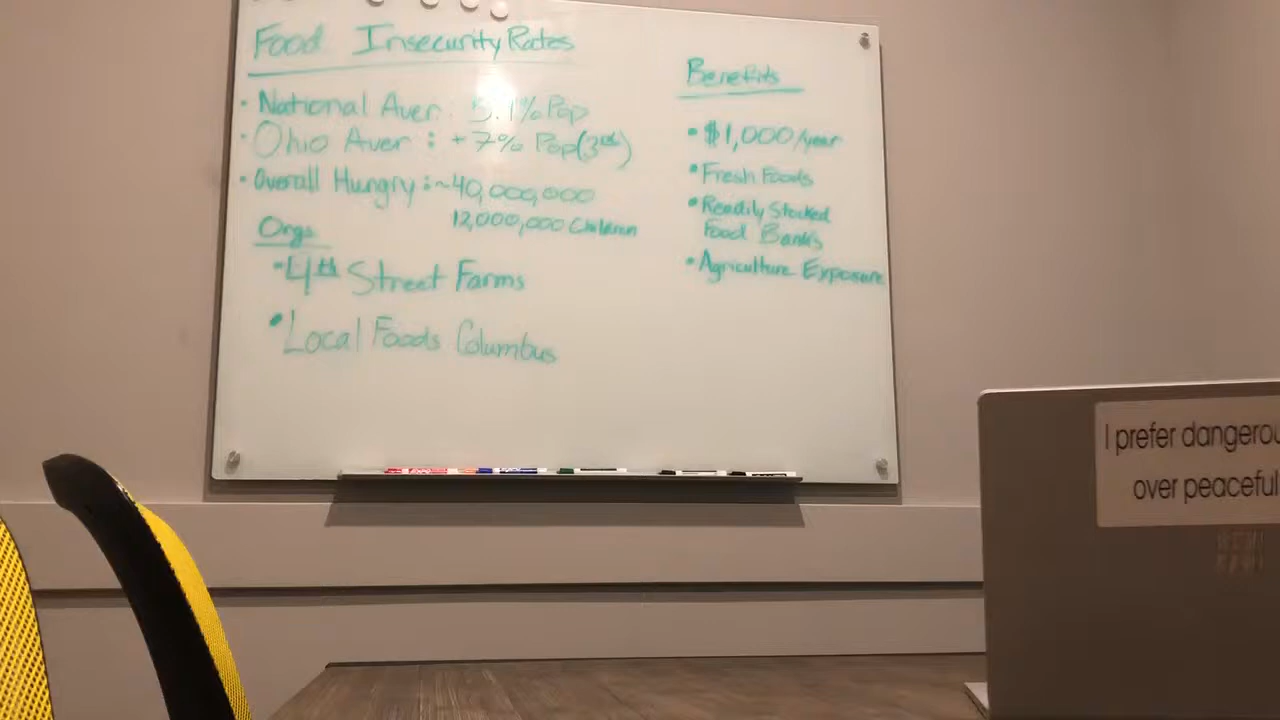 Food Insecurity Rates
• National Aver: 5.1% Pop
• Ohio Aver : + 7% Pop (3rd)
• Overall Hungry : ~40,000,000
12,000,000 Children
Orgs
• 4th Street Farms
• Local Foods Columbus
Benefits
• $1,000/year
• Fresh Foods
• Readily Stocked
Food Banks
• Agriculture Exposure
EXPO
I prefer dangerou
over peaceful